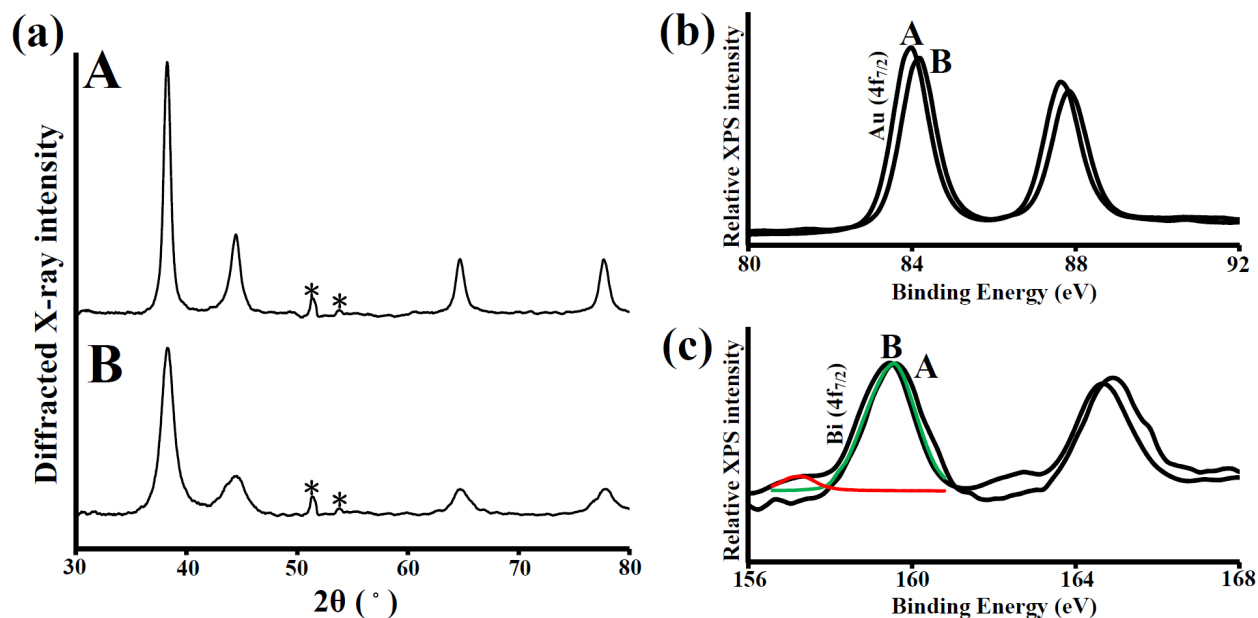 (a)
A
B
* *
* *
Diffracted X-ray intensity
30 40 50 60 70 80
2θ ( ° )
(b)
A
B
Au (4f7/2)
Relative XPS intensity
80 84 88 92
Binding Energy (eV)
(c)
B
A
Bi (4f7/2)
Relative XPS intensity
156 160 164 168
Binding Energy (eV)